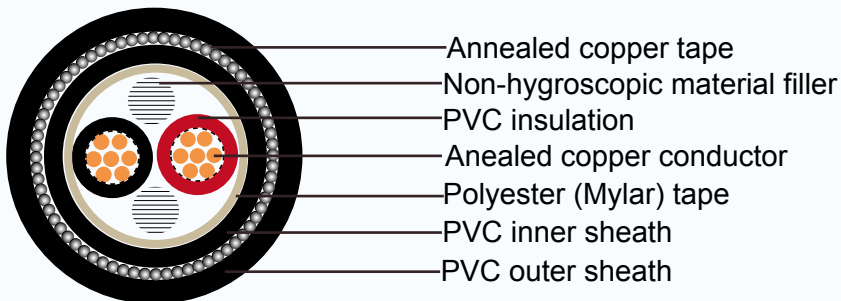 Annealed copper tape
Non-hygroscopic material filler
PVC insulation
Anealed copper conductor
Polyester (Mylar) tape
PVC inner sheath
PVC outer sheath